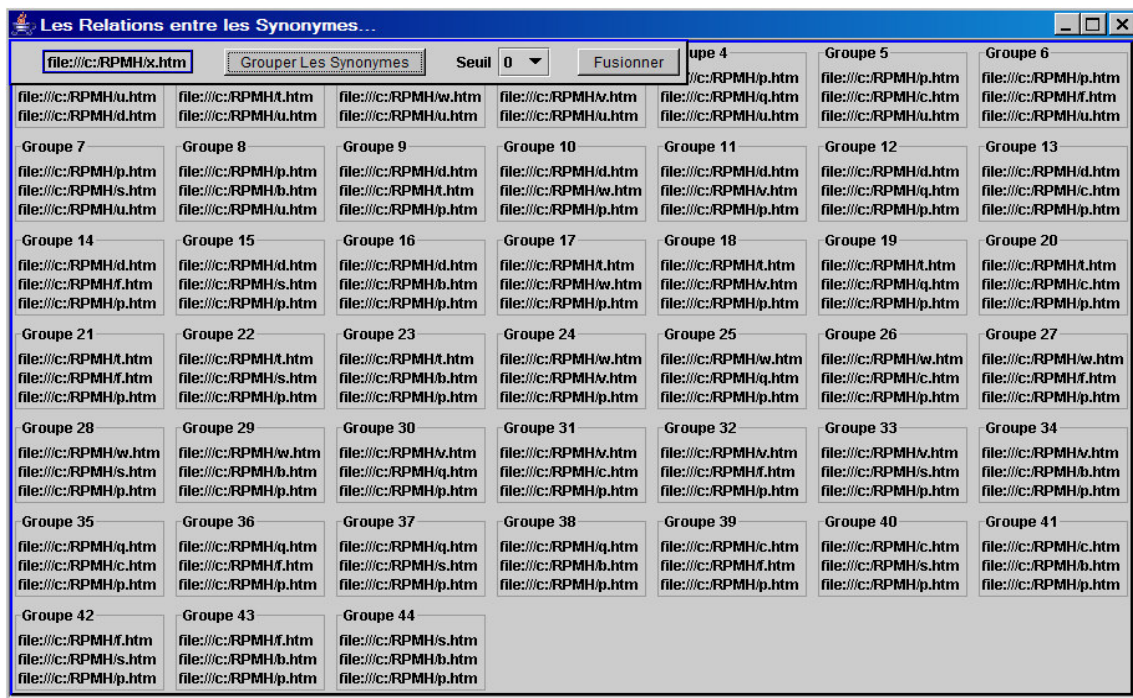 Les Relations entre les Synonymes...
file:///c:/RPMH/x.htm
Grouper Les Synonymes
Seuil 0
Fusionner
file:///c:/RPMH/u.htm
file:///c:/RPMH/d.htm
file:///c:/RPMH/t.htm
file:///c:/RPMH/u.htm
file:///c:/RPMH/w.htm
file:///c:/RPMH/u.htm
file:///c:/RPMH/v.htm
file:///c:/RPMH/u.htm
upe 4
//c:/RPMH/p.htm
file:///c:/RPMH/q.htm
file:///c:/RPMH/u.htm
Groupe 5
file:///c:/RPMH/p.htm
file:///c:/RPMH/c.htm
file:///c:/RPMH/u.htm
Groupe 6
file:///c:/RPMH/p.htm
file:///c:/RPMH/f.htm
file:///c:/RPMH/u.htm
Groupe 7
file:///c:/RPMH/p.htm
file:///c:/RPMH/s.htm
file:///c:/RPMH/u.htm
Groupe 8
file:///c:/RPMH/p.htm
file:///c:/RPMH/b.htm
file:///c:/RPMH/u.htm
Groupe 9
file:///c:/RPMH/d.htm
file:///c:/RPMH/t.htm
file:///c:/RPMH/p.htm
Groupe 10
file:///c:/RPMH/d.htm
file:///c:/RPMH/w.htm
file:///c:/RPMH/p.htm
Groupe 11
file:///c:/RPMH/d.htm
file:///c:/RPMH/v.htm
file:///c:/RPMH/p.htm
Groupe 12
file:///c:/RPMH/d.htm
file:///c:/RPMH/q.htm
file:///c:/RPMH/p.htm
Groupe 13
file:///c:/RPMH/d.htm
file:///c:/RPMH/c.htm
file:///c:/RPMH/p.htm
Groupe 14
file:///c:/RPMH/d.htm
file:///c:/RPMH/f.htm
file:///c:/RPMH/p.htm
Groupe 15
file:///c:/RPMH/d.htm
file:///c:/RPMH/s.htm
file:///c:/RPMH/p.htm
Groupe 16
file:///c:/RPMH/d.htm
file:///c:/RPMH/b.htm
file:///c:/RPMH/p.htm
Groupe 17
file:///c:/RPMH/t.htm
file:///c:/RPMH/w.htm
file:///c:/RPMH/p.htm
Groupe 18
file:///c:/RPMH/t.htm
file:///c:/RPMH/v.htm
file:///c:/RPMH/p.htm
Groupe 19
file:///c:/RPMH/t.htm
file:///c:/RPMH/q.htm
file:///c:/RPMH/p.htm
Groupe 20
file:///c:/RPMH/t.htm
file:///c:/RPMH/c.htm
file:///c:/RPMH/p.htm
Groupe 21
file:///c:/RPMH/t.htm
file:///c:/RPMH/f.htm
file:///c:/RPMH/p.htm
Groupe 22
file:///c:/RPMH/t.htm
file:///c:/RPMH/s.htm
file:///c:/RPMH/p.htm
Groupe 23
file:///c:/RPMH/t.htm
file:///c:/RPMH/b.htm
file:///c:/RPMH/p.htm
Groupe 24
file:///c:/RPMH/w.htm
file:///c:/RPMH/v.htm
file:///c:/RPMH/p.htm
Groupe 25
file:///c:/RPMH/w.htm
file:///c:/RPMH/q.htm
file:///c:/RPMH/p.htm
Groupe 26
file:///c:/RPMH/w.htm
file:///c:/RPMH/c.htm
file:///c:/RPMH/p.htm
Groupe 27
file:///c:/RPMH/w.htm
file:///c:/RPMH/f.htm
file:///c:/RPMH/p.htm
Groupe 28
file:///c:/RPMH/w.htm
file:///c:/RPMH/s.htm
file:///c:/RPMH/p.htm
Groupe 29
file:///c:/RPMH/w.htm
file:///c:/RPMH/b.htm
file:///c:/RPMH/p.htm
Groupe 30
file:///c:/RPMH/v.htm
file:///c:/RPMH/q.htm
file:///c:/RPMH/p.htm
Groupe 31
file:///c:/RPMH/v.htm
file:///c:/RPMH/c.htm
file:///c:/RPMH/p.htm
Groupe 32
file:///c:/RPMH/v.htm
file:///c:/RPMH/f.htm
file:///c:/RPMH/p.htm
Groupe 33
file:///c:/RPMH/v.htm
file:///c:/RPMH/s.htm
file:///c:/RPMH/p.htm
Groupe 34
file:///c:/RPMH/v.htm
file:///c:/RPMH/b.htm
file:///c:/RPMH/p.htm
Groupe 35
file:///c:/RPMH/q.htm
file:///c:/RPMH/c.htm
file:///c:/RPMH/p.htm
Groupe 36
file:///c:/RPMH/q.htm
file:///c:/RPMH/f.htm
file:///c:/RPMH/p.htm
Groupe 37
file:///c:/RPMH/q.htm
file:///c:/RPMH/s.htm
file:///c:/RPMH/p.htm
Groupe 38
file:///c:/RPMH/q.htm
file:///c:/RPMH/b.htm
file:///c:/RPMH/p.htm
Groupe 39
file:///c:/RPMH/c.htm
file:///c:/RPMH/f.htm
file:///c:/RPMH/p.htm
Groupe 40
file:///c:/RPMH/c.htm
file:///c:/RPMH/s.htm
file:///c:/RPMH/p.htm
Groupe 41
file:///c:/RPMH/c.htm
file:///c:/RPMH/b.htm
file:///c:/RPMH/p.htm
Groupe 42
file:///c:/RPMH/f.htm
file:///c:/RPMH/s.htm
file:///c:/RPMH/p.htm
Groupe 43
file:///c:/RPMH/f.htm
file:///c:/RPMH/b.htm
file:///c:/RPMH/p.htm
Groupe 44
file:///c:/RPMH/s.htm
file:///c:/RPMH/b.htm
file:///c:/RPMH/p.htm